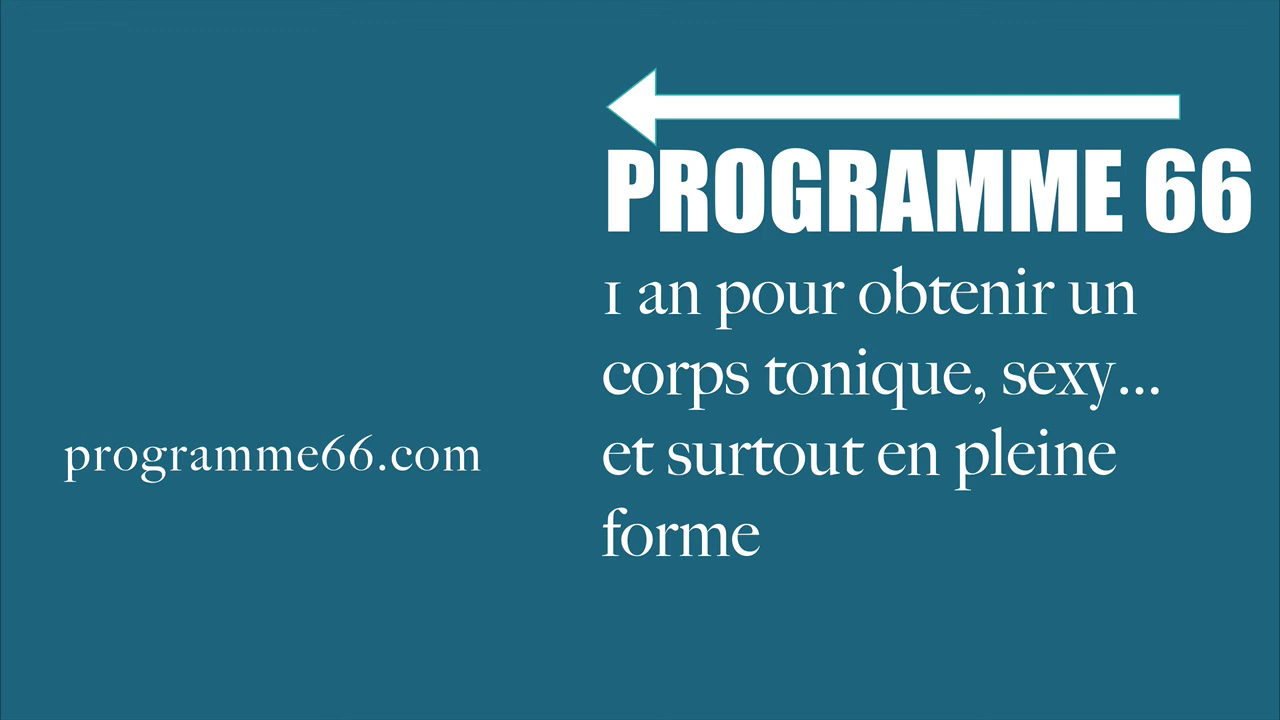 PROGRAMME 66
1 an pour obtenir un
corps tonique, sexy...
et surtout en pleine
forme
programme66.com